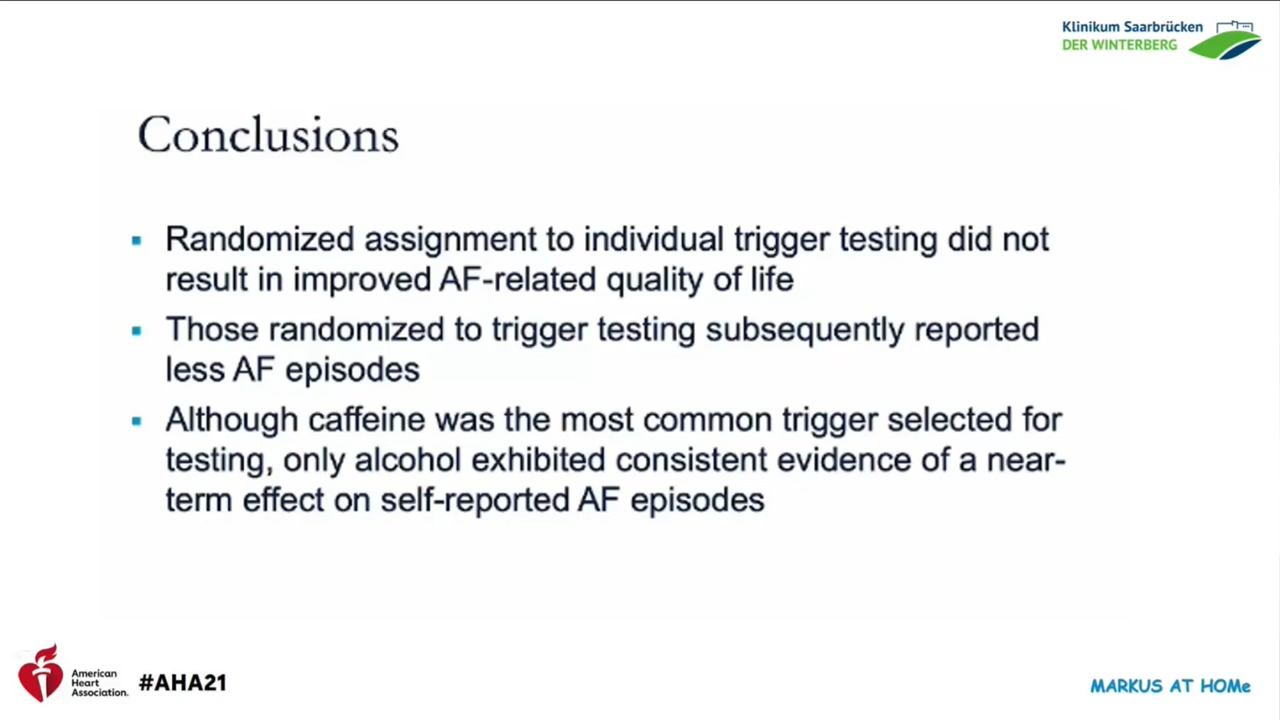 Klinikum Saarbrücken
DER WINTERBERG
Conclusions
Randomized assignment to individual trigger testing did not
result in improved AF-related quality of life
Those randomized to trigger testing subsequently reported
less AF episodes
Although caffeine was the most common trigger selected for
testing, only alcohol exhibited consistent evidence of a near-
term effect on self-reported AF episodes
American
Heart
Association.
#AHA21
MARKUS AT HOMe